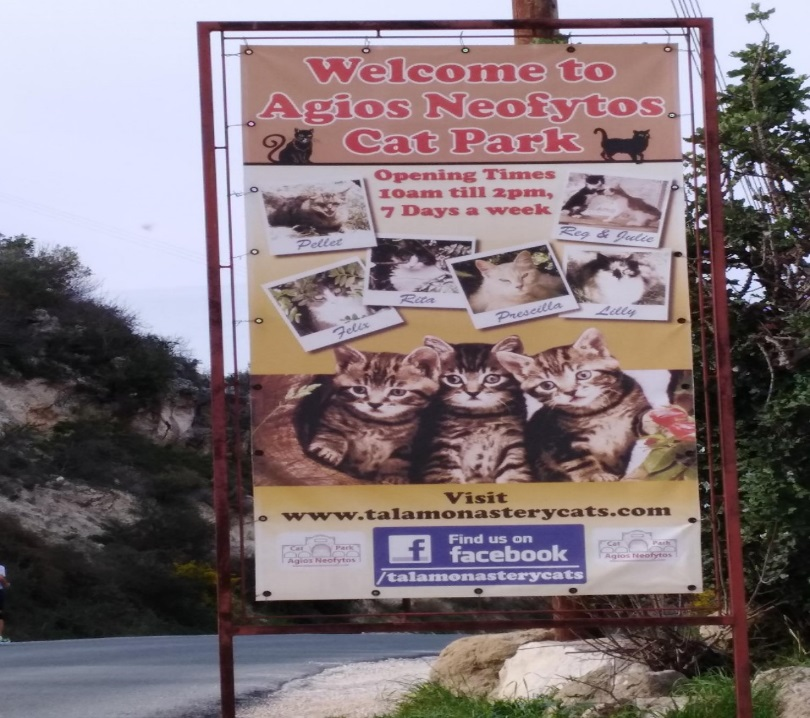 Welcome to
Agios Neofytos
Cat Park
Opening Times
10am till 2pm,
7 Days a week
Pellet
Reg & Julie
Rita
Felix
Prescilla
Lilly
Visit
www.talamonasterycats.com
Find us on
facebook
/talamonasterycats
Cat Park
Agios Neofytos
Cat Park
Agios Neofytos